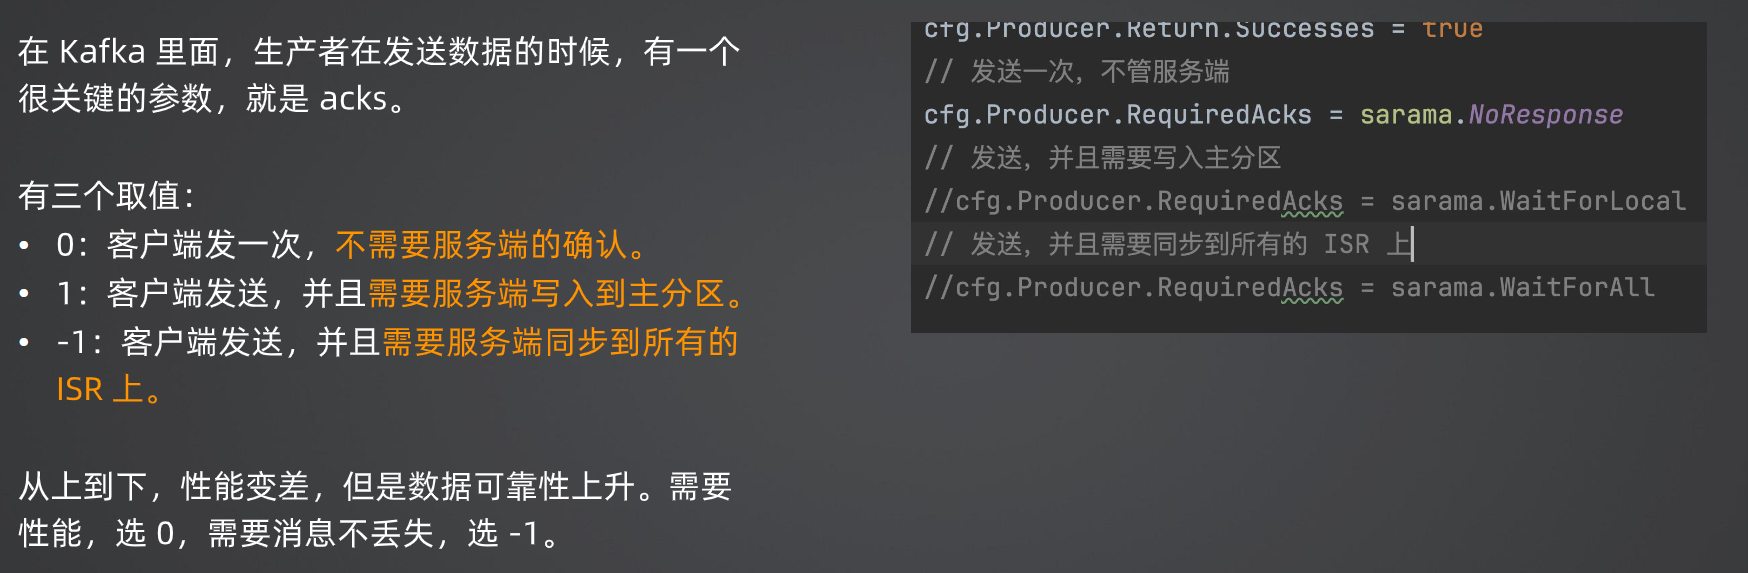 在 Kafka 里面，生产者在发送数据的时候，有一个
很关键的参数，就是 acks。
有三个取值：
• 0：客户端发一次，不需要服务端的确认。
• 1：客户端发送，并且需要服务端写入到主分区。
• -1：客户端发送，并且需要服务端同步到所有的
ISR 上。
从上到下，性能变差，但是数据可靠性上升。需要
性能，选 0，需要消息不丢失，选 -1。
cfg.Producer.Return.Successes = true
// 发送一次，不管服务端
cfg.Producer.RequiredAcks = sarama.NoResponse
// 发送，并且需要写入主分区
//cfg.Producer.RequiredAcks = sarama.WaitForLocal
// 发送，并且需要同步到所有的 ISR 上
//cfg.Producer.RequiredAcks = sarama.WaitForAll